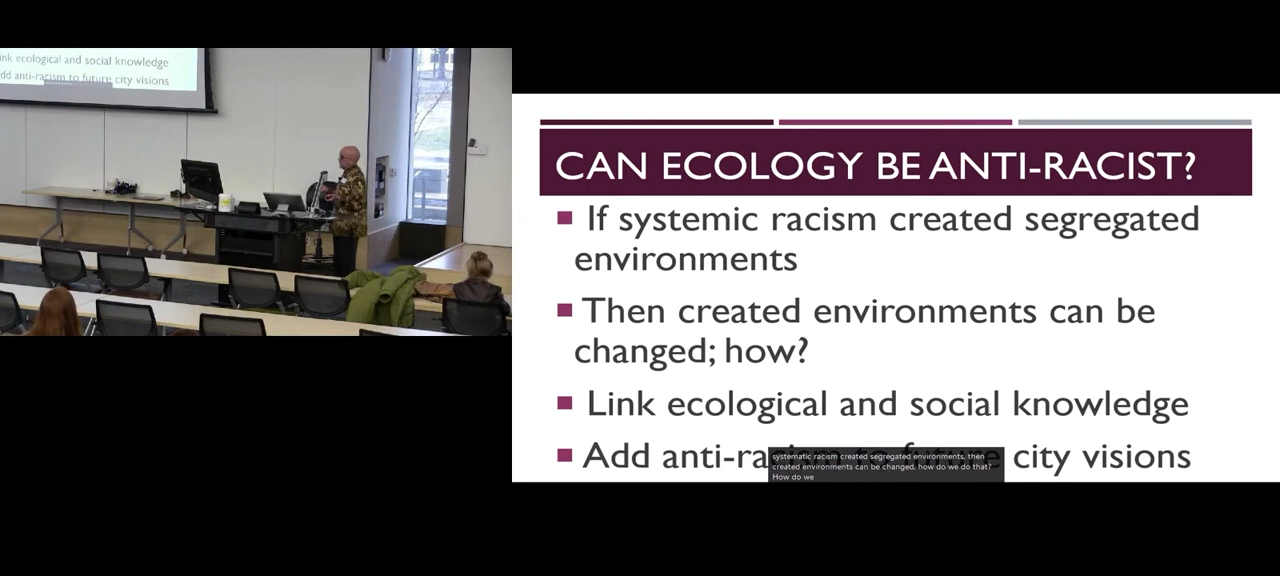 ink ecological and social knowledge
dd anti-racism to future city visions
CAN ECOLOGY BE ANTI-RACIST?
If systemic racism created segregated
environments
Then created environments can be
changed; how?
Link ecological and social knowledge
Add anti-racism to future city visions
systematic racism created segregated environments, then
created environments can be changed, how do we do that?
How do we